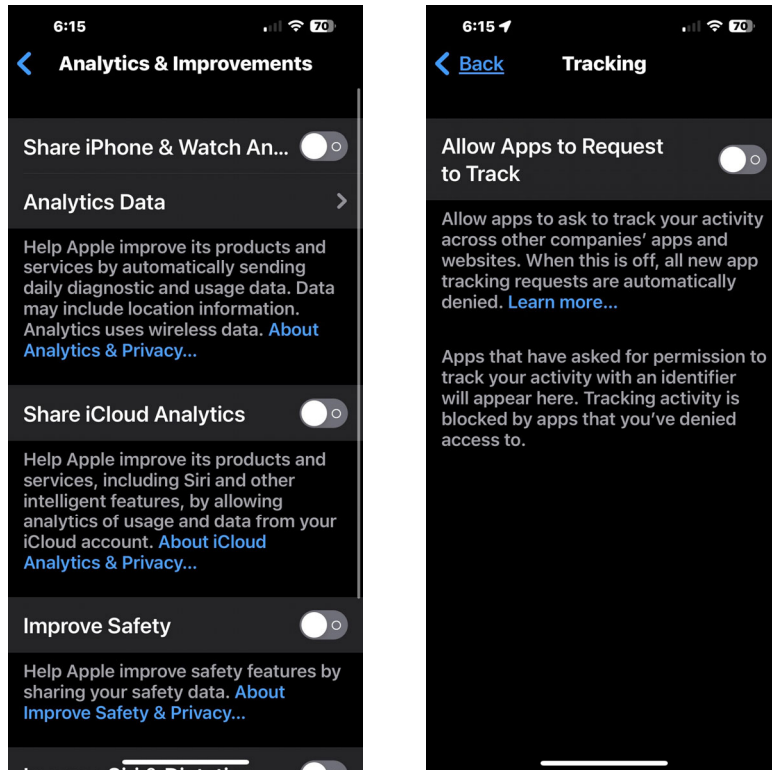 6:15
70
Analytics & Improvements
Share iPhone & Watch An...
Analytics Data
Help Apple improve its products and
services by automatically sending
daily diagnostic and usage data. Data
may include location information.
Analytics uses wireless data. About
Analytics & Privacy...
Share iCloud Analytics
Help Apple improve its products and
services, including Siri and other
intelligent features, by allowing
analytics of usage and data from your
iCloud account. About iCloud
Analytics & Privacy...
Improve Safety
Help Apple improve safety features by
sharing your safety data. About
Improve Safety & Privacy...
6:15
70
Back
Tracking
Allow Apps to Request
to Track
Allow apps to ask to track your activity
across other companies’ apps and
websites. When this is off, all new app
tracking requests are automatically
denied. Learn more...
Apps that have asked for permission to
track your activity with an identifier
will appear here. Tracking activity is
blocked by apps that you’ve denied
access to.